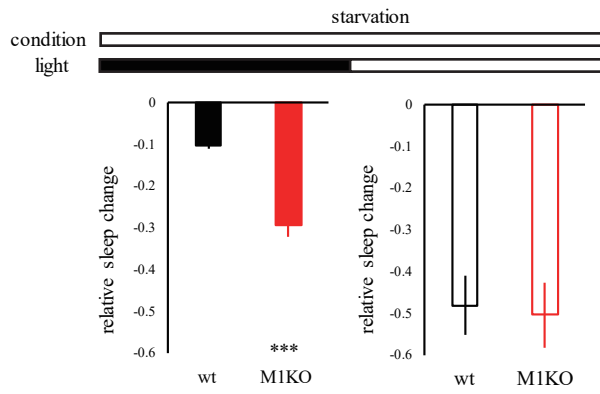 starvation
condition
light
0
-0.1
-0.2
-0.3
-0.4
-0.5
-0.6
relative sleep change
***
wt
M1KO
0
-0.1
-0.2
-0.3
-0.4
-0.5
-0.6
relative sleep change
wt
M1KO